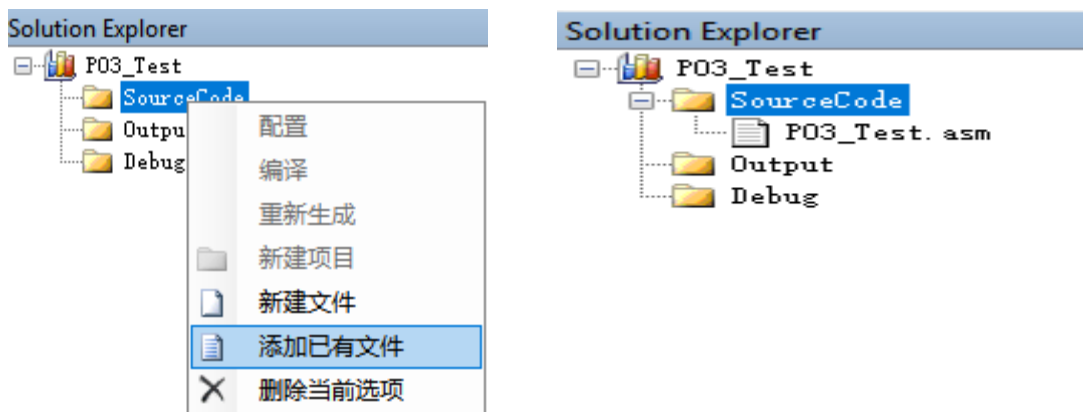 Solution Explorer
P03_Test
SourceCode
Outpu
Debug
配置
编译
重新生成
新建项目
新建文件
添加已有文件
删除当前选项
Solution Explorer
P03_Test
SourceCode
P03_Test.asm
Output
Debug